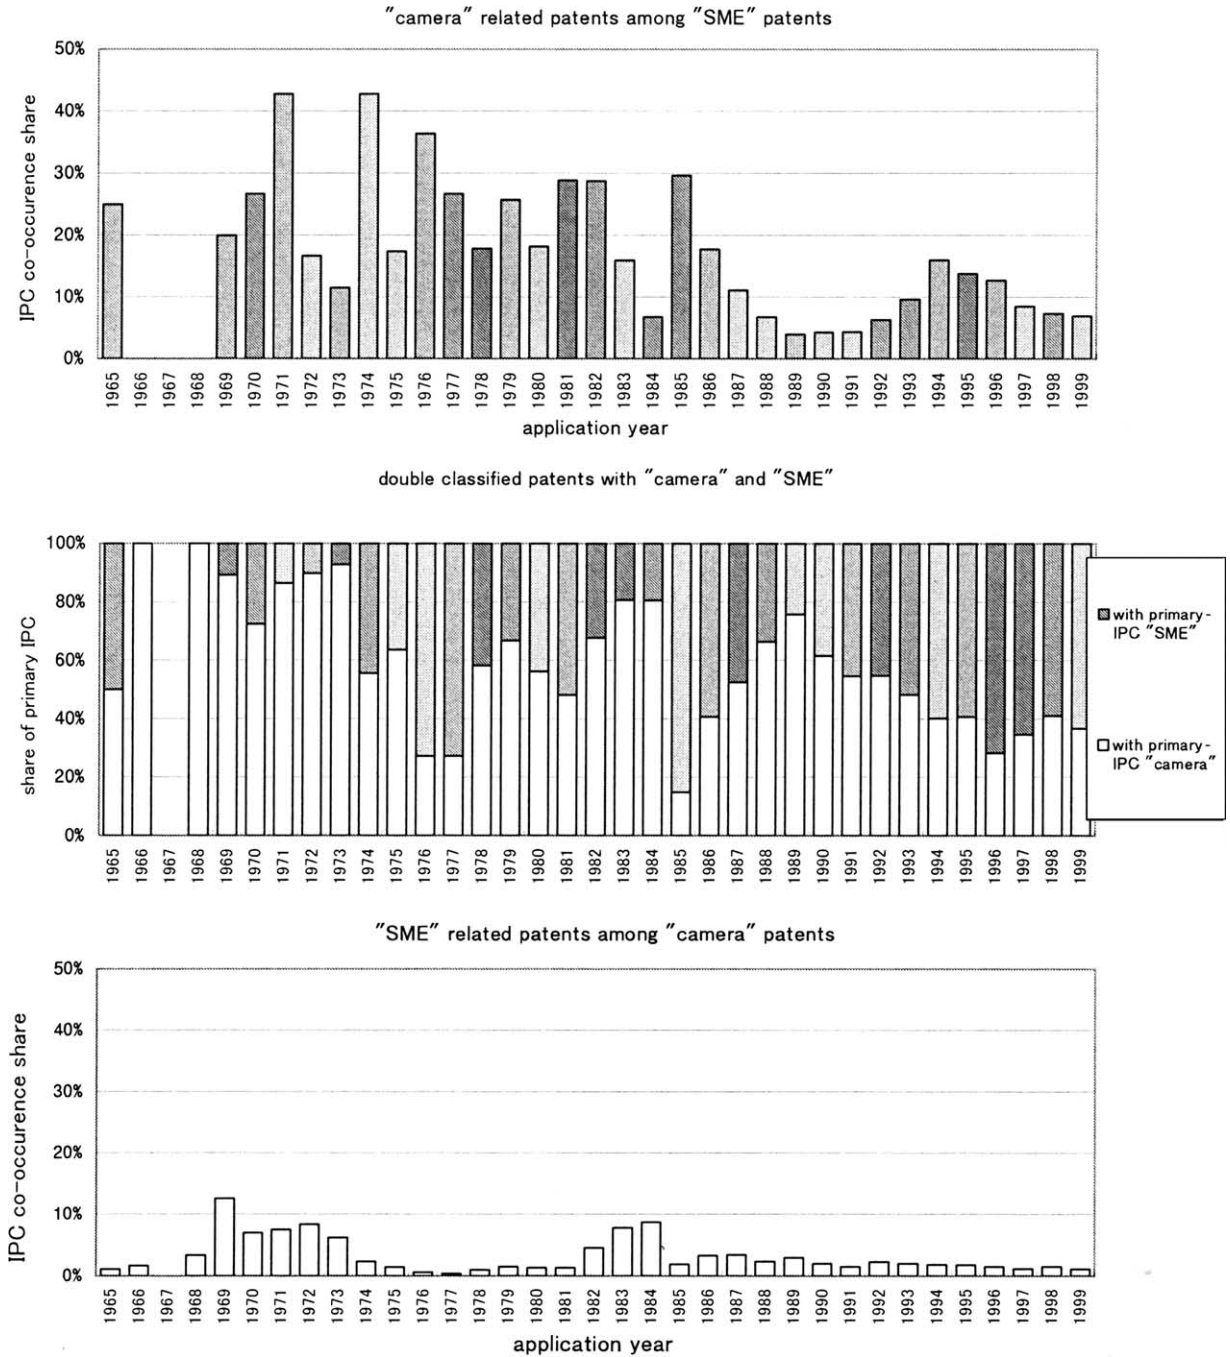 "camera" related patents among "SME" patents
50%
40%
30%
20%
10%
0%
IPC co-occurence share
1965 1966 1967 1968 1969 1970 1971 1972 1973 1974 1975 1976 1977 1978 1979 1980 1981 1982 1983 1984 1985 1986 1987 1988 1989 1990 1991 1992 1993 1994 1995 1996 1997 1998 1999
application year
double classified patents with "camera" and "SME"
100%
80%
60%
40%
20%
0%
share of primary IPC
1965 1966 1967 1968 1969 1970 1971 1972 1973 1974 1975 1976 1977 1978 1979 1980 1981 1982 1983 1984 1985 1986 1987 1988 1989 1990 1991 1992 1993 1994 1995 1996 1997 1998 1999
with primary-
IPC "SME"
with primary-
IPC "camera"
"SME" related patents among "camera" patents
50%
40%
30%
20%
10%
0%
IPC co-occurence share
1965 1966 1967 1968 1969 1970 1971 1972 1973 1974 1975 1976 1977 1978 1979 1980 1981 1982 1983 1984 1985 1986 1987 1988 1989 1990 1991 1992 1993 1994 1995 1996 1997 1998 1999
application year